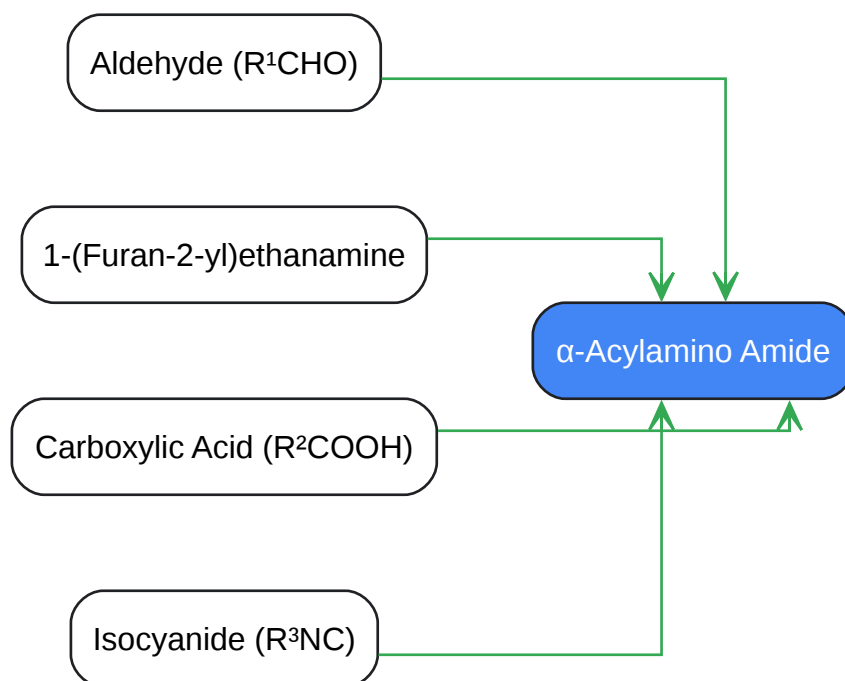 Aldehyde (R¹CHO)
1-(Furan-2-yl)ethanamine
α-Acylamino Amide
Carboxylic Acid (R²COOH)
Isocyanide (R³NC)